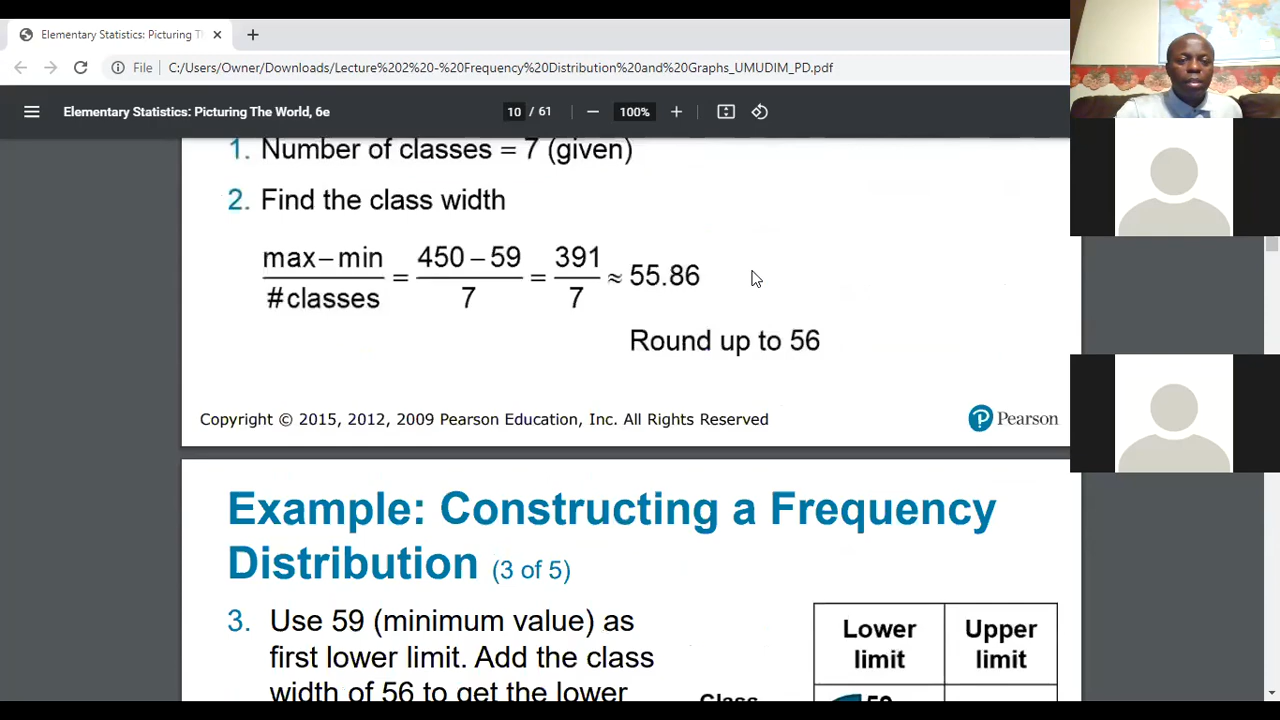 Elementary Statistics: Picturing T
File C:/Users/Owner/Downloads/Lecture%202%20-%20Frequency%20Distribution%20and%20Graphs_UMUDIM_PD.pdf
Elementary Statistics: Picturing The World, 6e 10 / 61 100%
1. Number of classes = 7 (given)
2. Find the class width
max – min / # classes = 450 – 59 / 7 = 391 / 7 ≈ 55.86
Round up to 56
Copyright © 2015, 2012, 2009 Pearson Education, Inc. All Rights Reserved
Pearson
Example: Constructing a Frequency
Distribution (3 of 5)
3. Use 59 (minimum value) as
first lower limit. Add the class
width of 56 to get the lower
Lower limit
Upper limit
Class
59